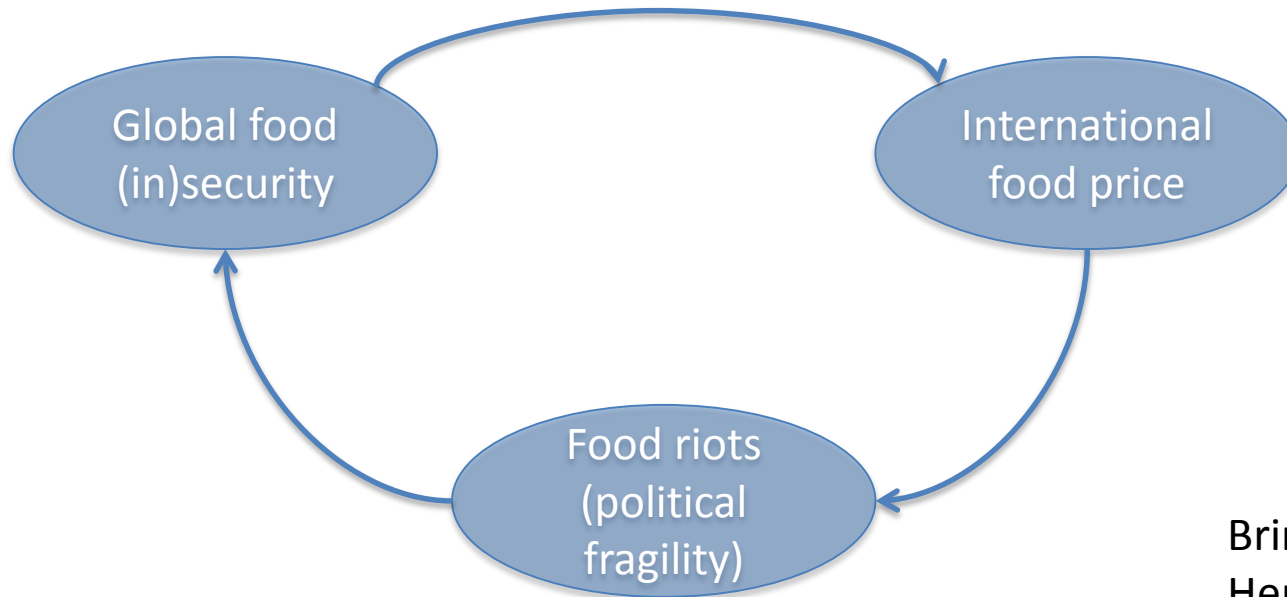 Global food
(in)security
International
food price
Food riots
(political
fragility)